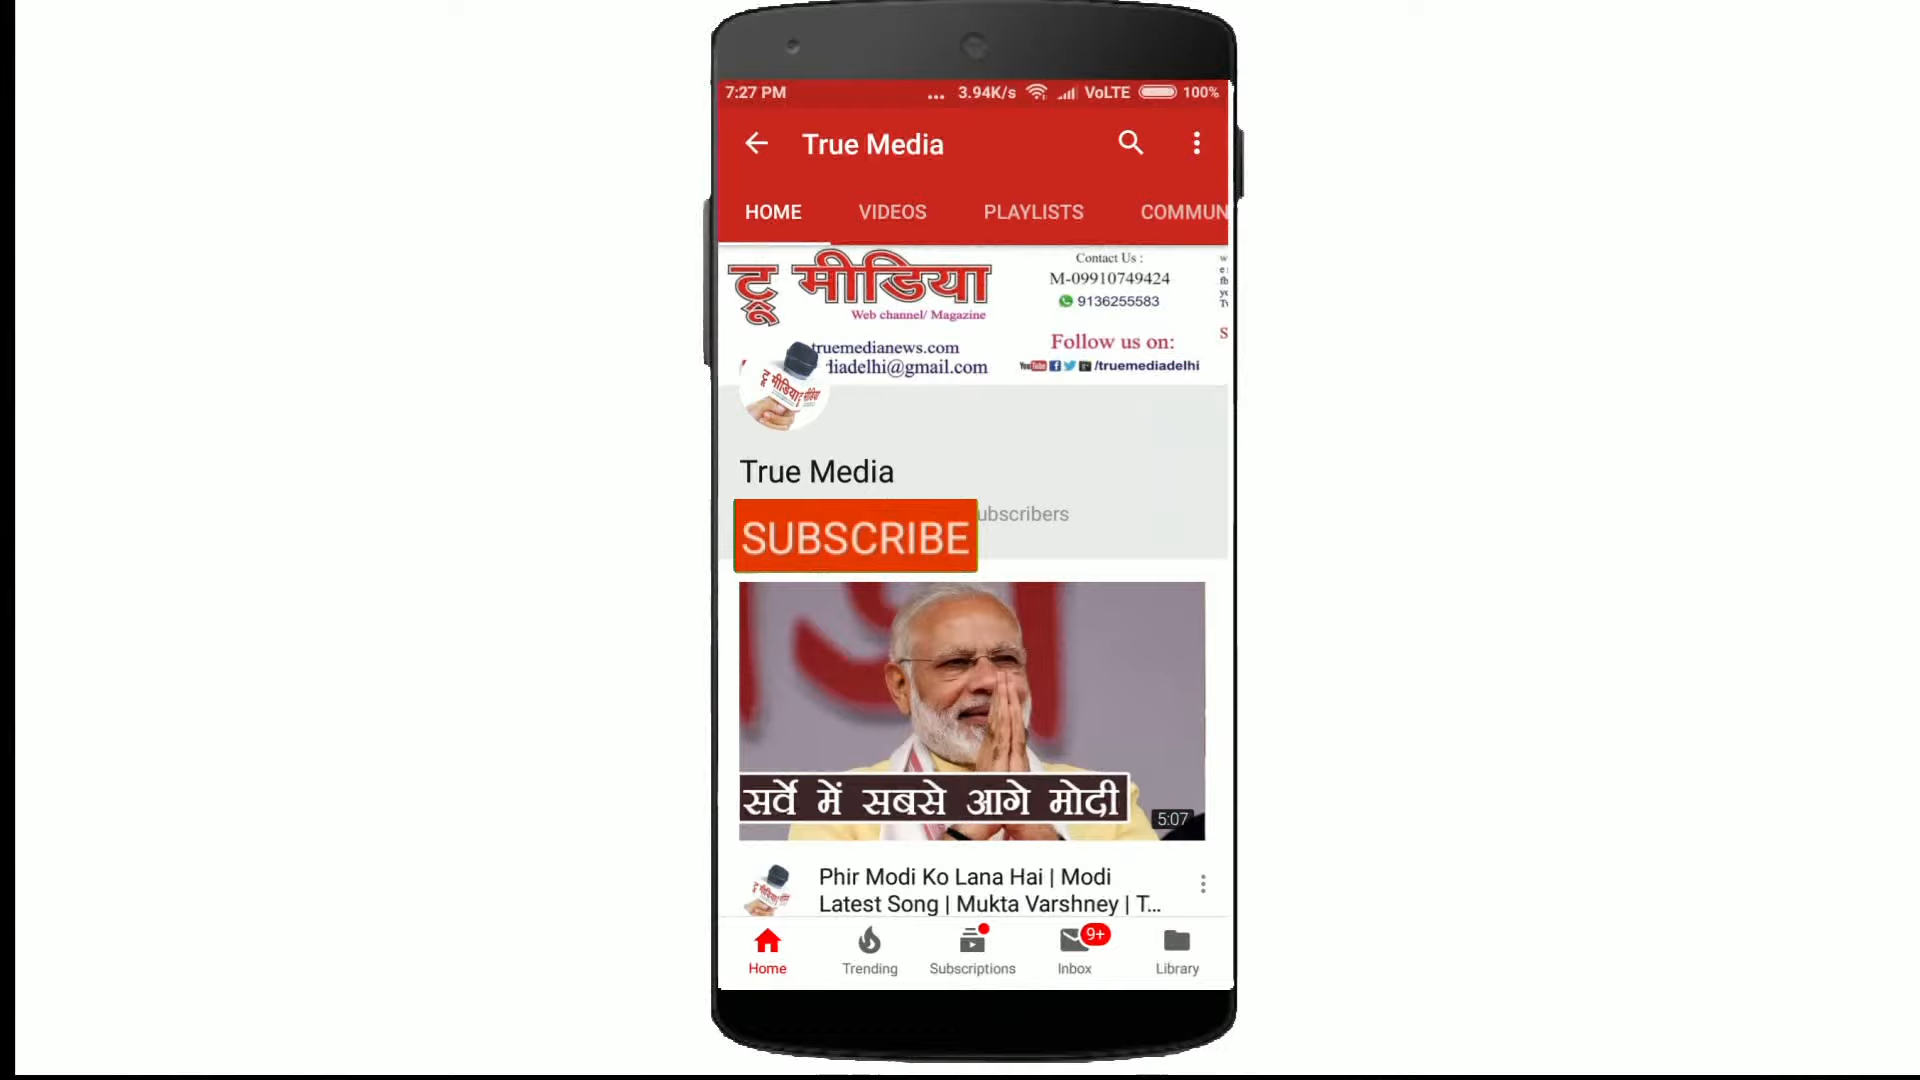 7:27 PM ... 3.94K/s VoLTE 100%
True Media
HOME VIDEOS PLAYLISTS COMMUN
ट्रू मीडिया
Web channel/ Magazine
truemedianews.com
diadelhi@gmail.com
Contact Us :
M-09910749424
9136255583
Follow us on:
You Tube /truemediadelhi
True Media
SUBSCRIBE ubscribers
सर्वे में सबसे आगे मोदी
5:07
Phir Modi Ko Lana Hai | Modi
Latest Song | Mukta Varshney | T...
9+
Home Trending Subscriptions Inbox Library